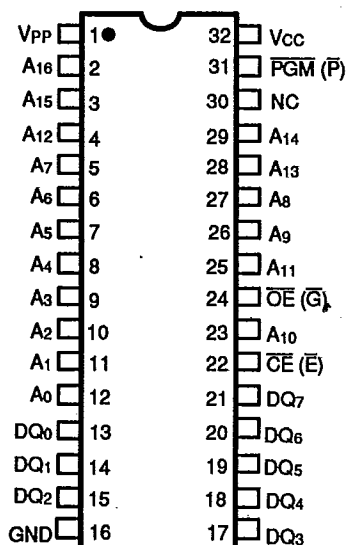 VPP 1 32 VCC
A16 2 31 PGM (P)
A15 3 30 NC
A12 4 29 A14
A7 5 28 A13
A6 6 27 A8
A5 7 26 A9
A4 8 25 A11
A3 9 24 OE (G)
A2 10 23 A10
A1 11 22 CE (E)
A0 12 21 DQ7
DQ0 13 20 DQ6
DQ1 14 19 DQ5
DQ2 15 18 DQ4
GND 16 17 DQ3